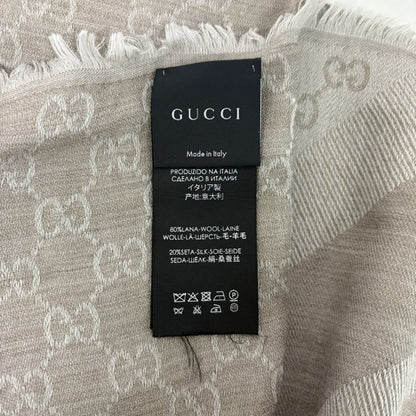 GUCCI
Made in Italy
PRODUZIDO NA ITALIA
СДЕЛАНО В ИТАЛИИ
イタリア製
产地:意大利
80%LANA-WOOL-LAINE
WOLLE-LÃ-ШЕРСТЬ-毛-羊毛
20%SETA-SILK-SOIE-SEIDE
SEDA-ШЁЛК-絹-桑蚕丝